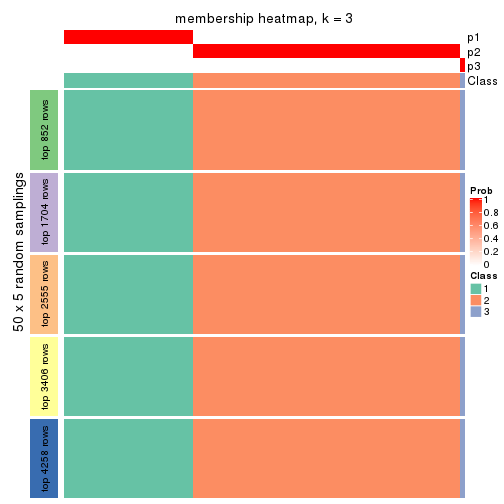 membership heatmap, k = 3
p1
p2
p3
Class
50 x 5 random samplings
top 852 rows
top 1704 rows
top 2555 rows
top 3406 rows
top 4258 rows
Prob
1
0.8
0.6
0.4
0.2
0
Class
1
2
3